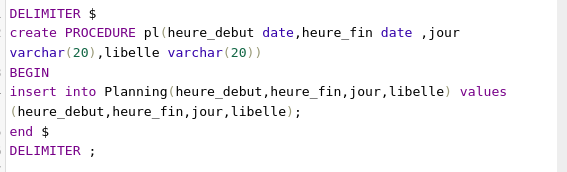 DELIMITER $
create PROCEDURE pl(heure_debut date,heure_fin date ,jour
varchar(20),libelle varchar(20))
BEGIN
insert into Planning(heure_debut,heure_fin,jour,libelle) values
(heure_debut,heure_fin,jour,libelle);
end $
DELIMITER ;